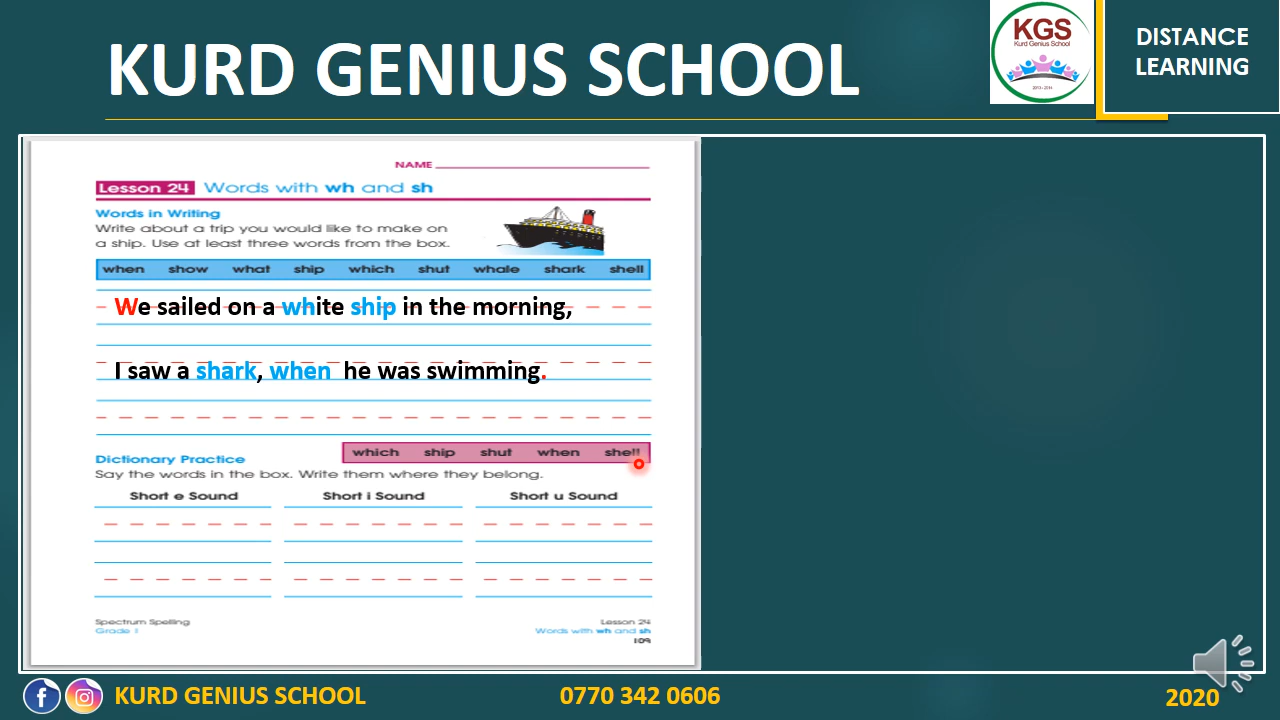 KURD GENIUS SCHOOL
KGS
Kurd Genius School
DISTANCE
LEARNING
NAME
Lesson 24 Words with wh and sh
Words in Writing
Write about a trip you would like to make on
a ship. Use at least three words from the box.
when show what ship which shut whale shark shell
We sailed on a white ship in the morning,
I saw a shark, when he was swimming.
which ship shut when shell
Dictionary Practice
Say the words in the box. Write them where they belong.
Short e Sound Short i Sound Short u Sound
Spectrum Spelling
Grade 1
Lesson 24
Words with wh and sh
109
KURD GENIUS SCHOOL 0770 342 0606 2020